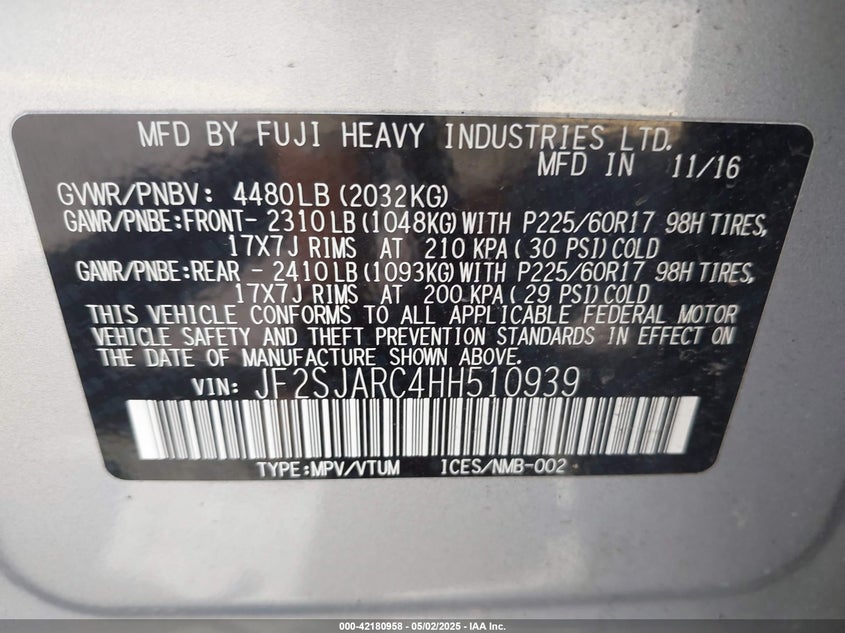 MFD BY FUJI HEAVY INDUSTRIES LTD.
MFD IN 11/16
GVWR/PNBV: 4480LB (2032KG)
GAWR/PNBE:FRONT- 2310LB (1048KG) WITH P225/60R17 98H TIRES,
17X7J RIMS AT 210 KPA ( 30 PSI) COLD
GAWR/PNBE:REAR - 2410LB (1093KG) WITH P225/60R17 98H TIRES,
17X7J RIMS AT 200 KPA ( 29 PSI) COLD
THIS VEHICLE CONFORMS TO ALL APPLICABLE FEDERAL MOTOR
VEHICLE SAFETY AND THEFT PREVENTION STANDARDS IN EFFECT ON
THE DATE OF MANUFACTURE SHOWN ABOVE.
VIN: JF2SJARC4HH510939
TYPE:MPV/VTUM ICES/NMB-002
000-42180958 - 05/02/2025 - IAA Inc.